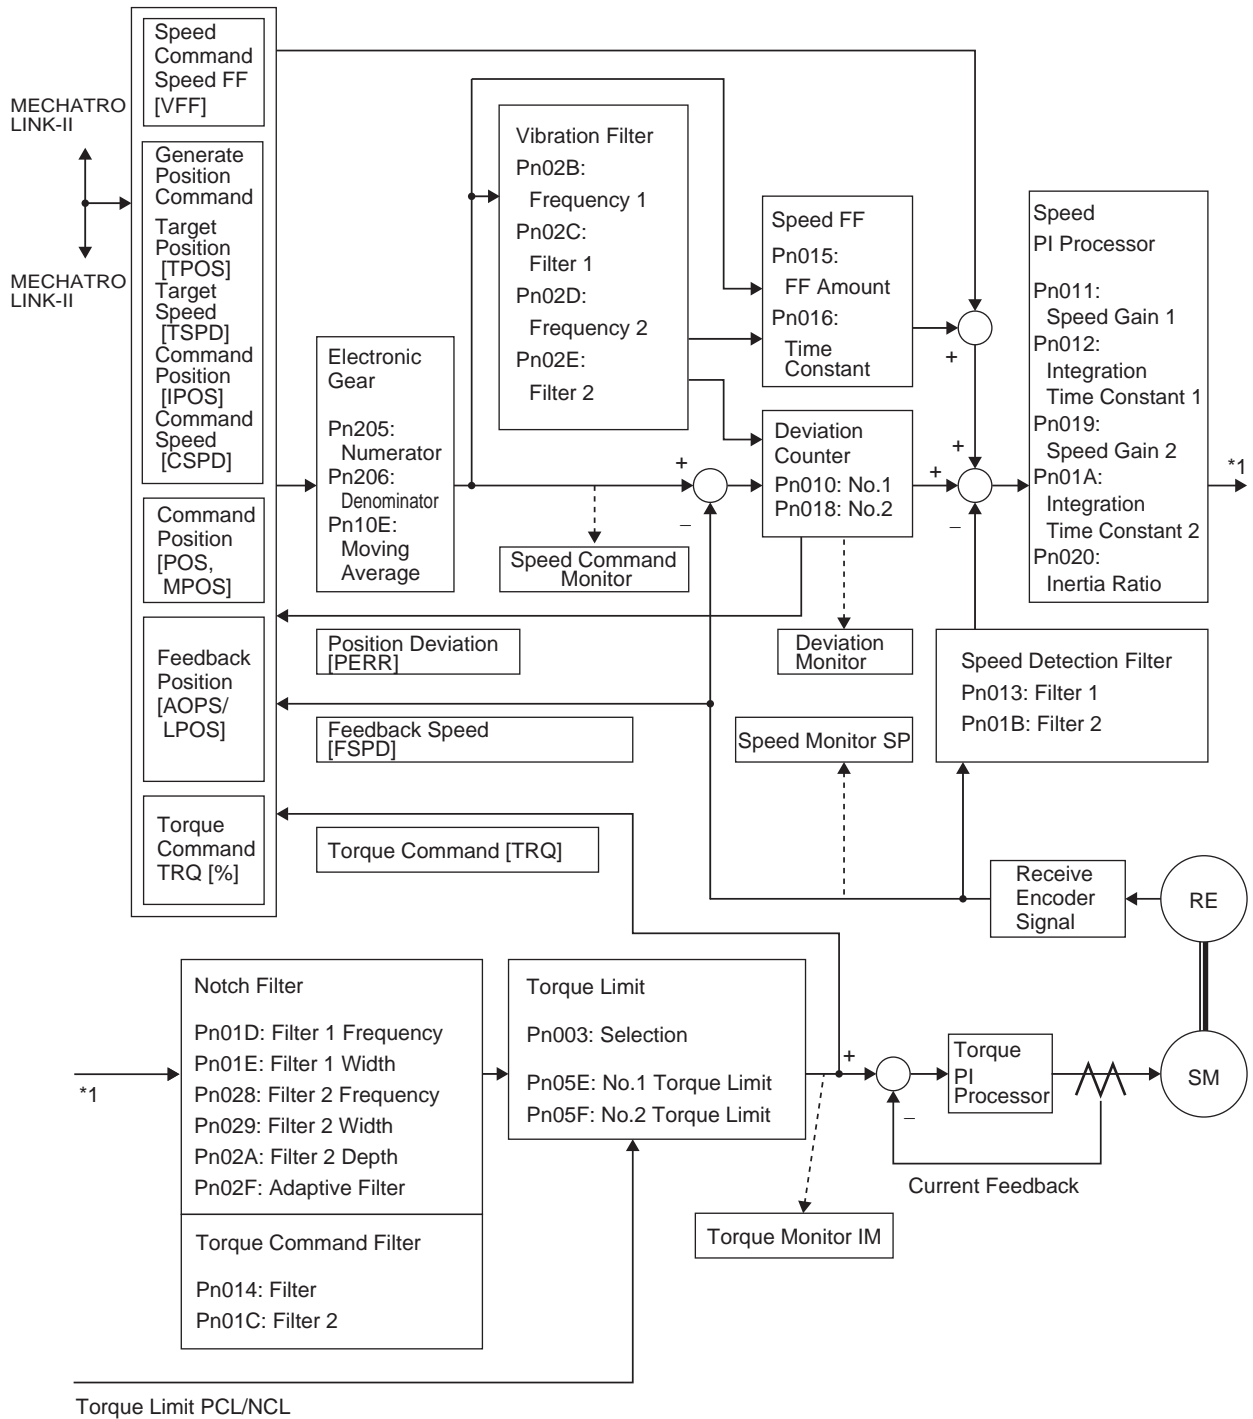 MECHATRO
LINK-II
MECHATRO
LINK-II
Speed
Command
Speed FF
[VFF]
Generate
Position
Command
Target
Position
[TPOS]
Target
Speed
[TSPD]
Command
Position
[IPOS]
Command
Speed
[CSPD]
Command
Position
[POS,
MPOS]
Feedback
Position
[AOPS/
LPOS]
Torque
Command
TRQ [%]
Electronic
Gear
Pn205:
Numerator
Pn206:
Denominator
Pn10E:
Moving
Average
Vibration Filter
Pn02B:
Frequency 1
Pn02C:
Filter 1
Pn02D:
Frequency 2
Pn02E:
Filter 2
Speed FF
Pn015:
FF Amount
Pn016:
Time
Constant
+
+
+
+
−
−
Deviation
Counter
Pn010: No.1
Pn018: No.2
Speed
PI Processor
Pn011:
Speed Gain 1
Pn012:
Integration
Time Constant 1
Pn019:
Speed Gain 2
Pn01A:
Integration
Time Constant 2
Pn020:
Inertia Ratio
*1
Speed Command
Monitor
Position Deviation
[PERR]
Deviation
Monitor
Speed Detection Filter
Pn013: Filter 1
Pn01B: Filter 2
Feedback Speed
[FSPD]
Speed Monitor SP
Torque Command [TRQ]
Receive
Encoder
Signal
RE
Notch Filter
Pn01D: Filter 1 Frequency
Pn01E: Filter 1 Width
Pn028: Filter 2 Frequency
Pn029: Filter 2 Width
Pn02A: Filter 2 Depth
Pn02F: Adaptive Filter
*1
Torque Command Filter
Pn014: Filter
Pn01C: Filter 2
Torque Limit
Pn003: Selection
Pn05E: No.1 Torque Limit
Pn05F: No.2 Torque Limit
+
−
Torque
PI
Processor
SM
Current Feedback
Torque Monitor IM
Torque Limit PCL/NCL